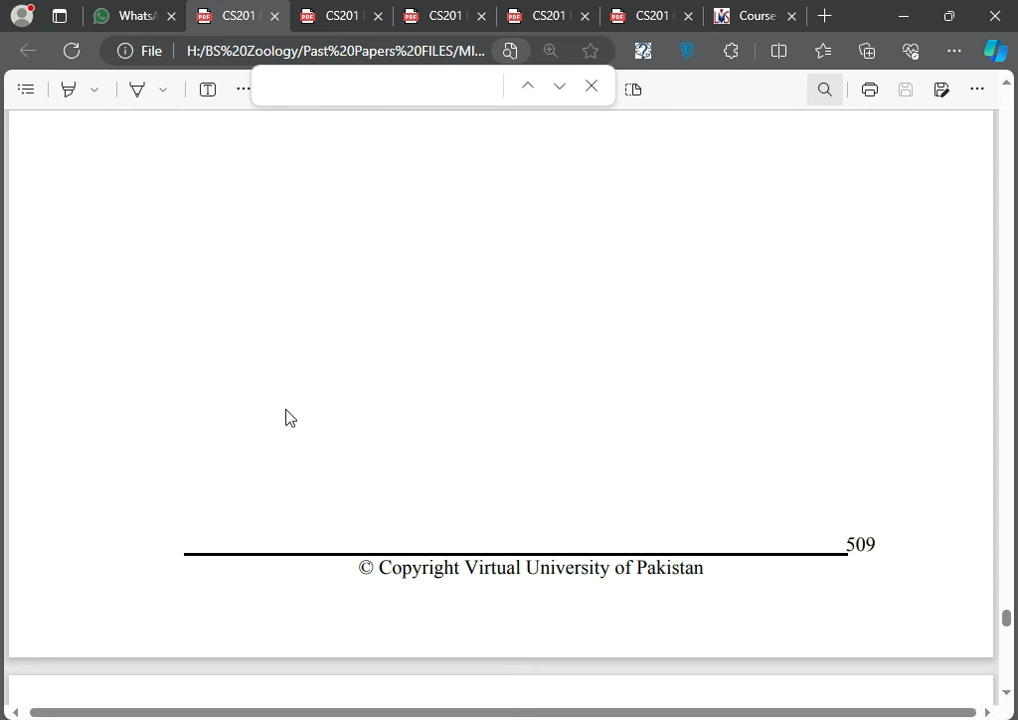 WhatsA
CS201
CS201
CS201
CS201
CS201
Course
File
H:/BS%20Zoology/Past%20Papers%20FILES/MI...
509
© Copyright Virtual University of Pakistan